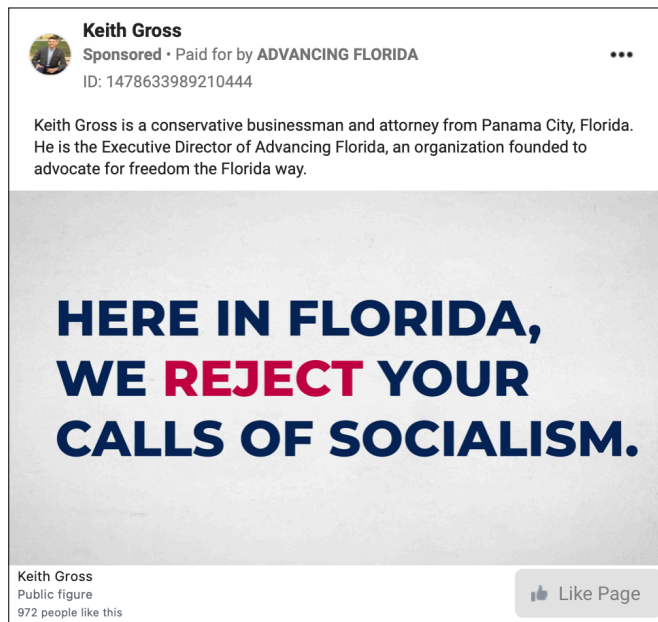 Keith Gross
Sponsored • Paid for by ADVANCING FLORIDA
ID: 1478633989210444
Keith Gross is a conservative businessman and attorney from Panama City, Florida.
He is the Executive Director of Advancing Florida, an organization founded to
advocate for freedom the Florida way.
HERE IN FLORIDA,
WE REJECT YOUR
CALLS OF SOCIALISM.
Keith Gross
Public figure
972 people like this
Like Page